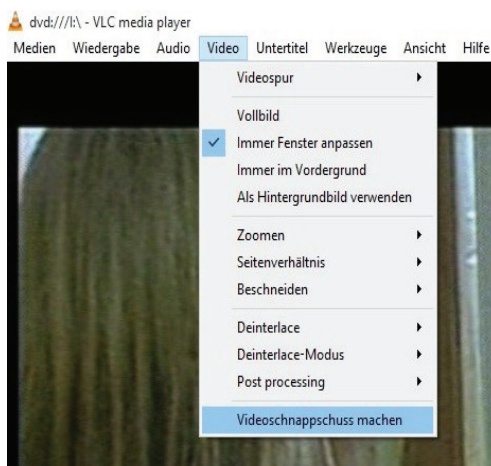 dvd:///I:\ - VLC media player
Medien Wiedergabe Audio Video Untertitel Werkzeuge Ansicht Hilfe
Videospur
Vollbild
Immer Fenster anpassen
Immer im Vordergrund
Als Hintergrundbild verwenden
Zoomen
Seitenverhältnis
Beschneiden
Deinterlace
Deinterlace-Modus
Post processing
Videoschnappschuss machen